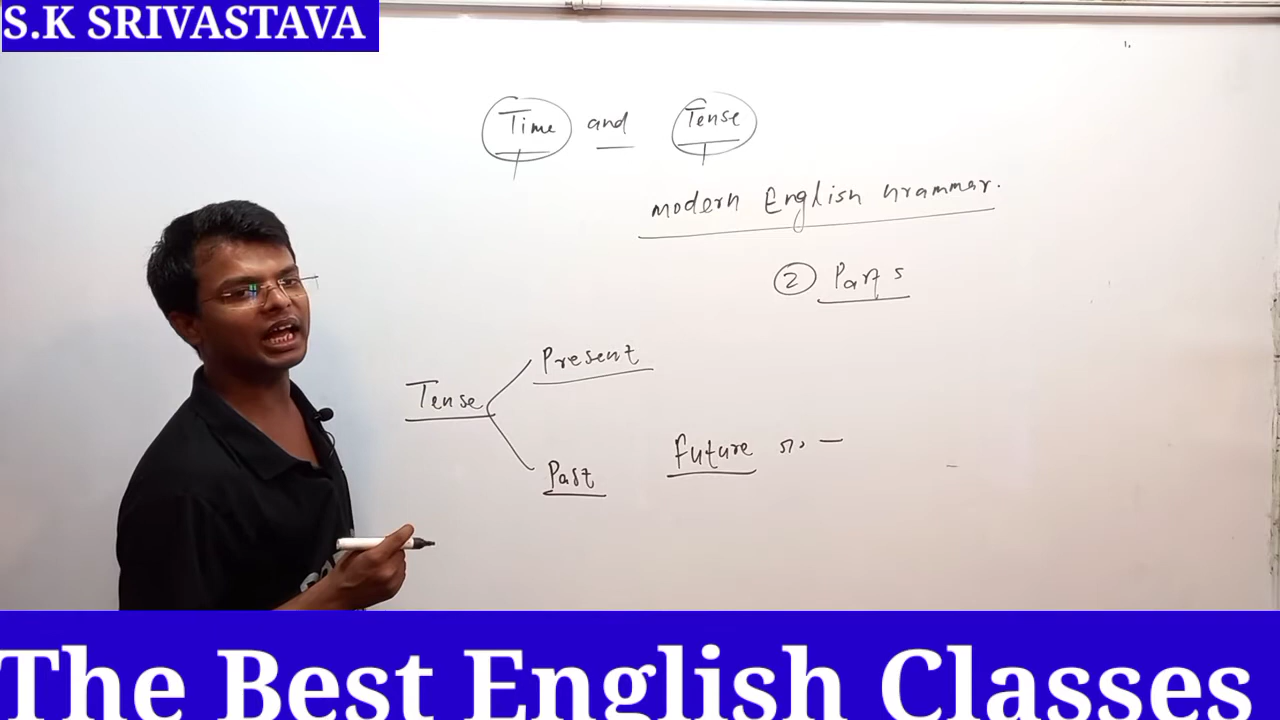 S.K SRIVASTAVA
Time and Tense
Modern English Grammar.
2 Parts
Present
Tense
Past
Future
The Best English Classes